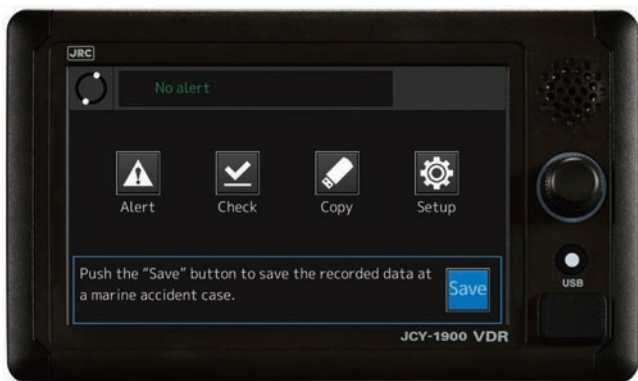 JRC
No alert
Alert Check Copy Setup
Push the “Save” button to save the recorded data at
a marine accident case.
Save
USB
JCY-1900 VDR